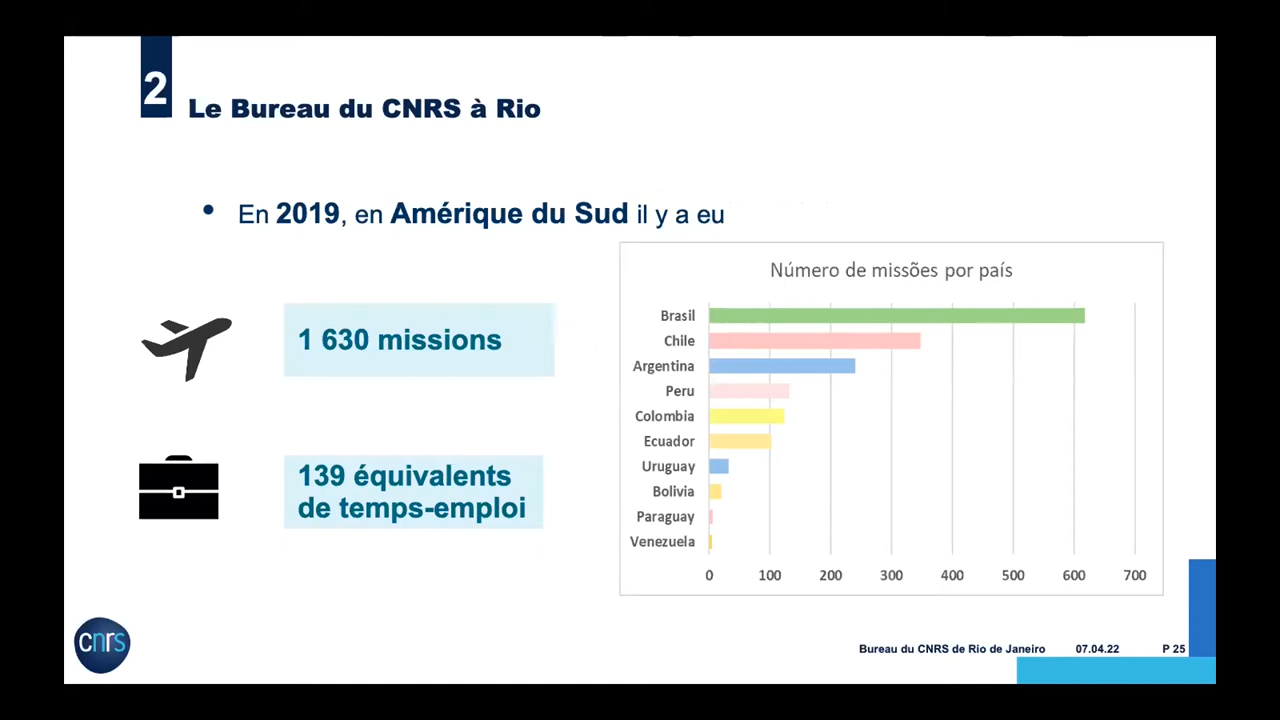 2
Le Bureau du CNRS à Rio
• En 2019, en Amérique du Sud il y a eu
1 630 missions
139 équivalents
de temps-emploi
Número de missões por país
Brasil
Chile
Argentina
Peru
Colombia
Ecuador
Uruguay
Bolivia
Paraguay
Venezuela
0 100 200 300 400 500 600 700
cnrs
Bureau du CNRS de Rio de Janeiro 07.04.22 P 25